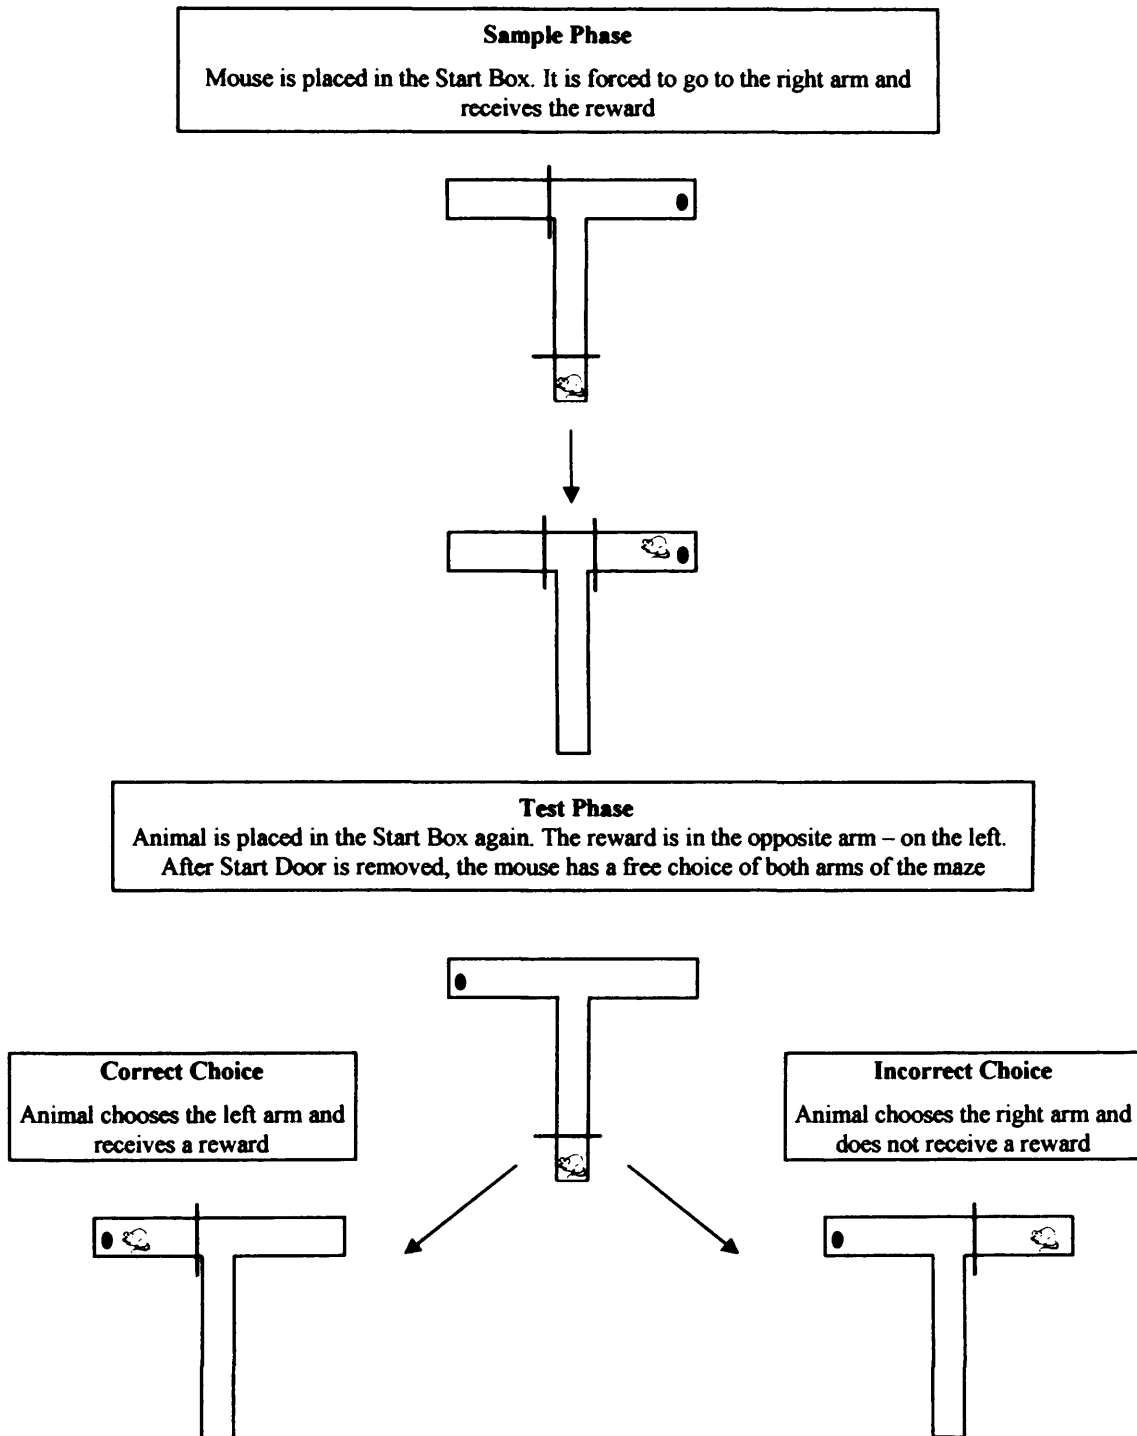 Sample Phase
Mouse is placed in the Start Box. It is forced to go to the right arm and
receives the reward
Test Phase
Animal is placed in the Start Box again. The reward is in the opposite arm – on the left.
After Start Door is removed, the mouse has a free choice of both arms of the maze
Correct Choice
Animal chooses the left arm and
receives a reward
Incorrect Choice
Animal chooses the right arm and
does not receive a reward